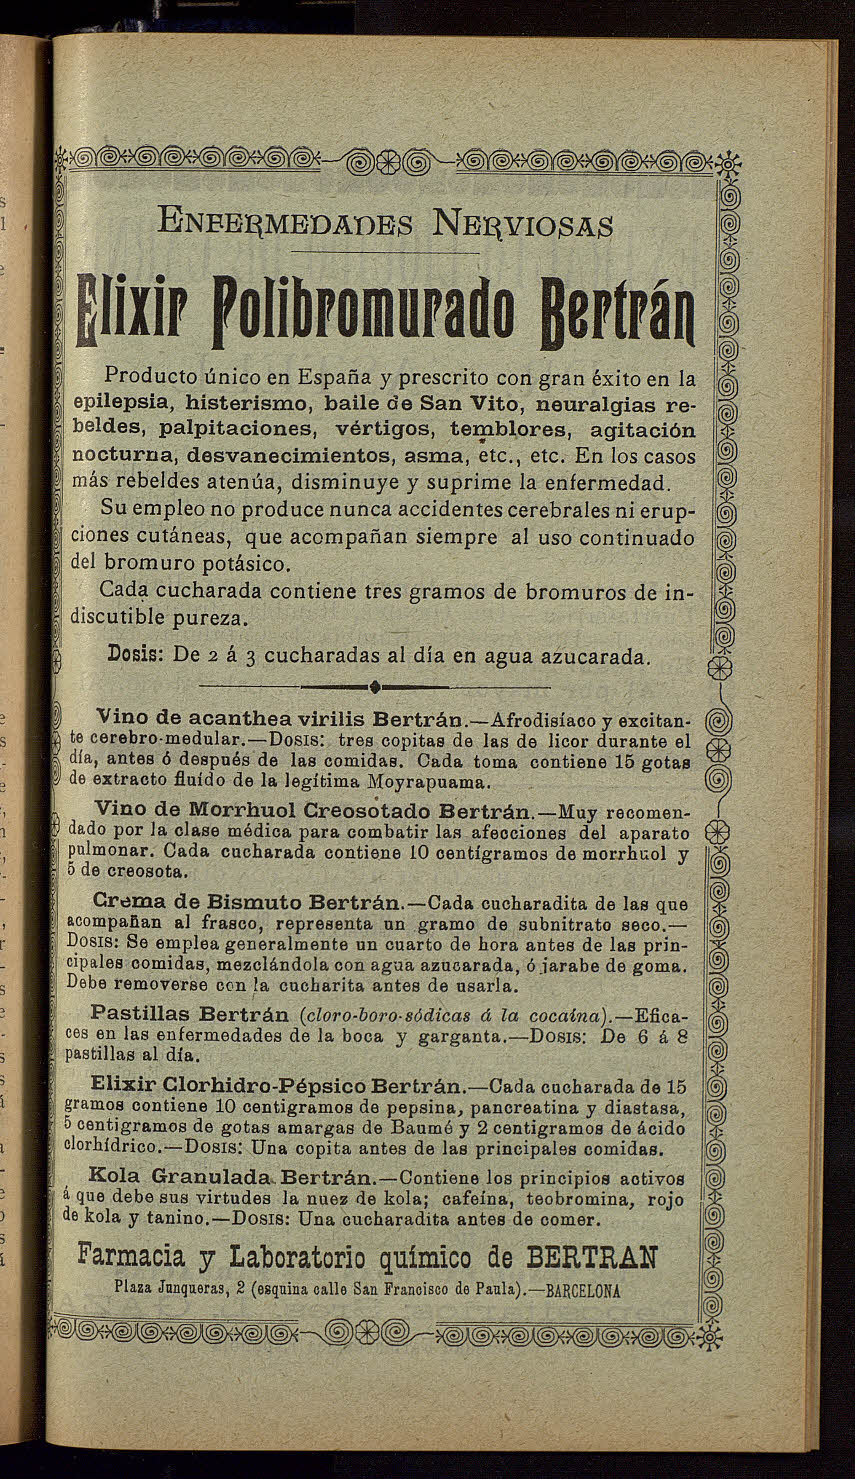 ENFERMEDADES NERVIOSAS
Elixir Polibromurado Bertrán
Producto único en España y prescrito con gran éxito en la
epilepsia, histerismo, baile de San Vito, neuralgias re-
beldes, palpitaciones, vértigos, temblores, agitación
nocturna, desvanecimientos, asma, etc., etc. En los casos
más rebeldes atenúa, disminuye y suprime la enfermedad.
Su empleo no produce nunca accidentes cerebrales ni erup-
ciones cutáneas, que acompañan siempre al uso continuado
del bromuro potásico.
Cada cucharada contiene tres gramos de bromuros de in-
discutible pureza.
Dosis: De 2 á 3 cucharadas al día en agua azucarada.
Vino de acanthea virilis Bertrán.—Afrodisíaco y excitan-
te cerebro-medular.—DOSIS: tres copitas de las de licor durante el
día, antes ó después de las comidas. Cada toma contiene 15 gotas
de extracto fluído de la legítima Moyrapuama.
Vino de Morrhuol Creosotado Bertrán.—Muy recomen-
dado por la clase médica para combatir las afecciones del aparato
pulmonar. Cada cucharada contiene 10 centígramos de morrhuol y
5 de creosota.
Crema de Bismuto Bertrán.—Cada cucharadita de las que
acompañan al frasco, representa un gramo de subnitrato seco.—
DOSIS: Se emplea generalmente un cuarto de hora antes de las prin-
cipales comidas, mezclándola con agua azucarada, ó jarabe de goma.
Debe removerse con la cucharita antes de usarla.
Pastillas Bertrán (cloro-boro-sódicas á la cocaína).—Efica-
ces en las enfermedades de la boca y garganta.—DOSIS: De 6 á 8
pastillas al día.
Elixir Clorhidro-Pépsico Bertrán.—Cada cucharada de 15
gramos contiene 10 centigramos de pepsina, pancreatina y diastasa,
5 centigramos de gotas amargas de Baumé y 2 centigramos de ácido
clorhídrico.—DOSIS: Una copita antes de las principales comidas.
Kola Granulada Bertrán.—Contiene los principios activos
á que debe sus virtudes la nuez de kola; cafeína, teobromina, rojo
de kola y tanino.—DOSIS: Una cucharadita antes de comer.
Farmacia y Laboratorio químico de BERTRAN
Plaza Junqueras, 2 (esquina calle San Francisco de Paula).—BARCELONA